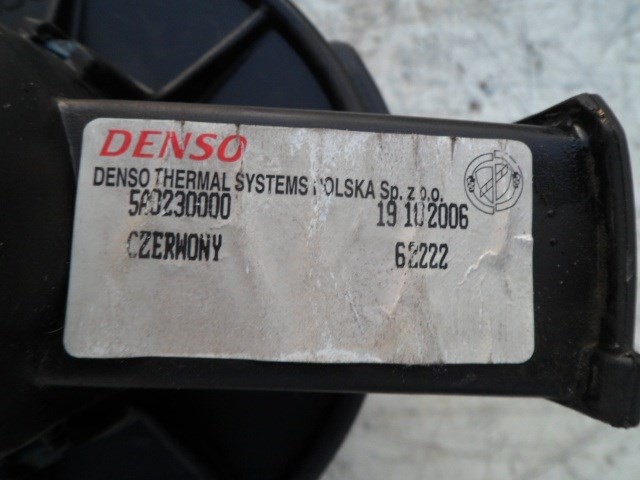 DENSO
DENSO THERMAL SYSTEMS POLSKA Sp. z o.o.
5A0230000 19 10 2006
CZERWONY 62222